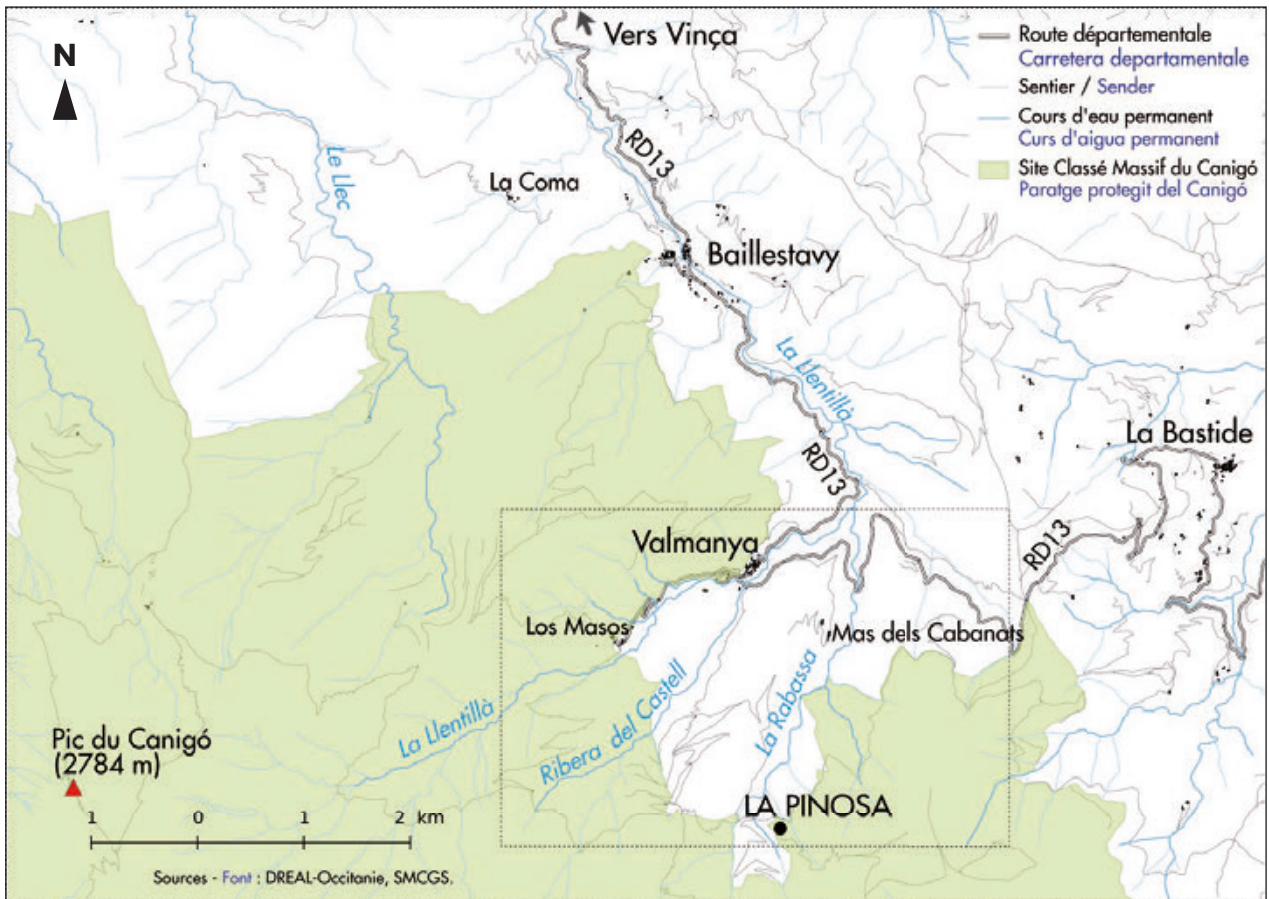 Vers Vinça
N
Route départementale
Carretera departamentale
Sentier / Sender
Cours d'eau permanent
Curs d'aigua permanent
Site Classé Massif du Canigó
Paratge protegit del Canigó
RD13
Le Llec
La Coma
Baillestavy
La Llentillà
La Bastide
RD13
RD13
Valmanya
Los Masos
Mas dels Cabanats
La Rabassa
Ribera del Castell
La Llentillà
Pic du Canigó
(2784 m)
LA PINOSA
1 0 1 2 km
Sources - Font : DREAL-Occitanie, SMCGS.